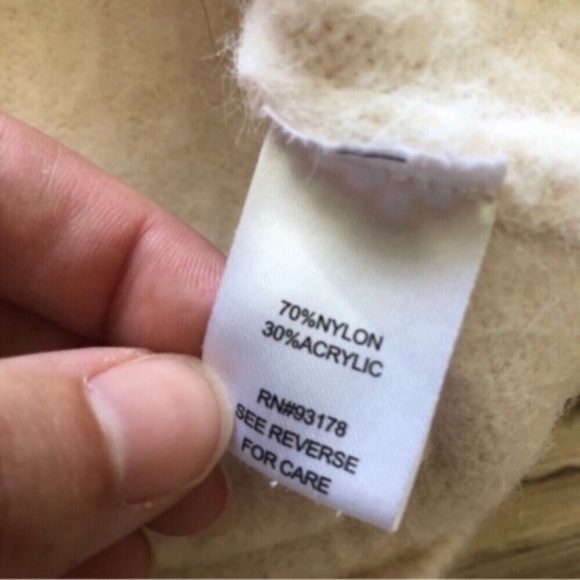 70%NYLON
30%ACRYLIC
RN#93178
SEE REVERSE
FOR CARE